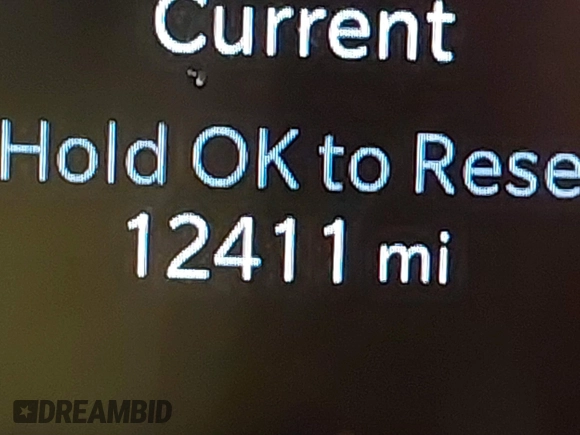 Current
Hold OK to Rese
12411 mi
DREAMBID